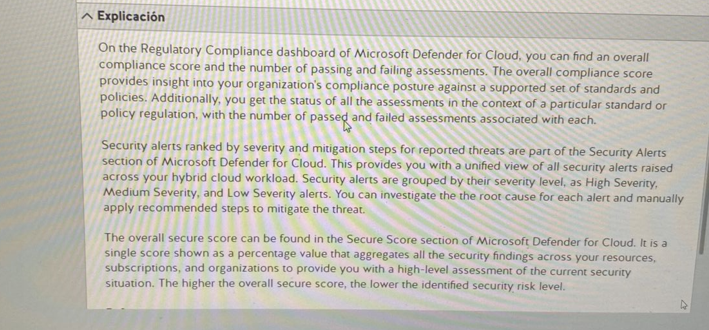 Explicación
On the Regulatory Compliance dashboard of Microsoft Defender for Cloud, you can find an overall
compliance score and the number of passing and failing assessments. The overall compliance score
provides insight into your organization's compliance posture against a supported set of standards and
policies. Additionally, you get the status of all the assessments in the context of a particular standard or
policy regulation, with the number of passed and failed assessments associated with each.
Security alerts ranked by severity and mitigation steps for reported threats are part of the Security Alerts
section of Microsoft Defender for Cloud. This provides you with a unified view of all security alerts raised
across your hybrid cloud workload. Security alerts are grouped by their severity level, as High Severity,
Medium Severity, and Low Severity alerts. You can investigate the the root cause for each alert and manually
apply recommended steps to mitigate the threat.
The overall secure score can be found in the Secure Score section of Microsoft Defender for Cloud. It is a
single score shown as a percentage value that aggregates all the security findings across your resources,
subscriptions, and organizations to provide you with a high-level assessment of the current security
situation. The higher the overall secure score, the lower the identified security risk level.